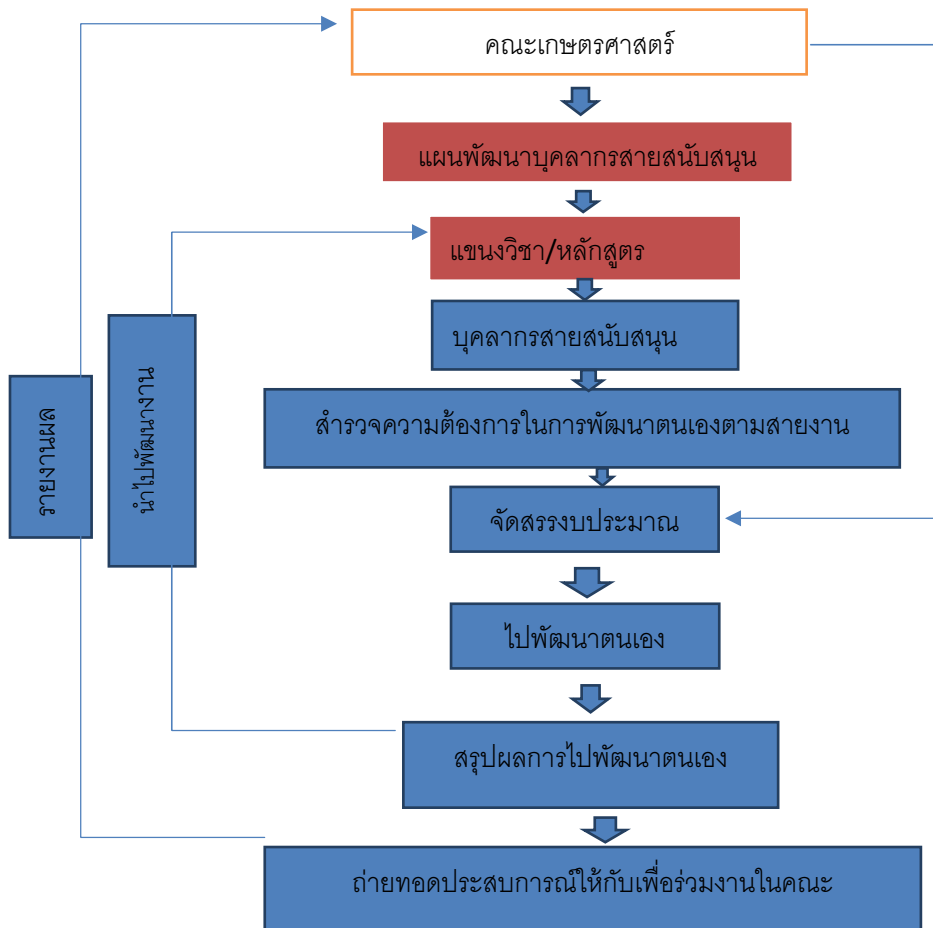 คณะเกษตรศาสตร์
แผนพัฒนาบุคลากรสายสนับสนุน
แขนงวิชา/หลักสูตร
บุคลากรสายสนับสนุน
สำรวจความต้องการในการพัฒนาตนเองตามสายงาน
จัดสรรงบประมาณ
ไปพัฒนาตนเอง
สรุปผลการไปพัฒนาตนเอง
ถ่ายทอดประสบการณ์ให้กับเพื่อร่วมงานในคณะ
นำไปพัฒนางาน
รายงานผล